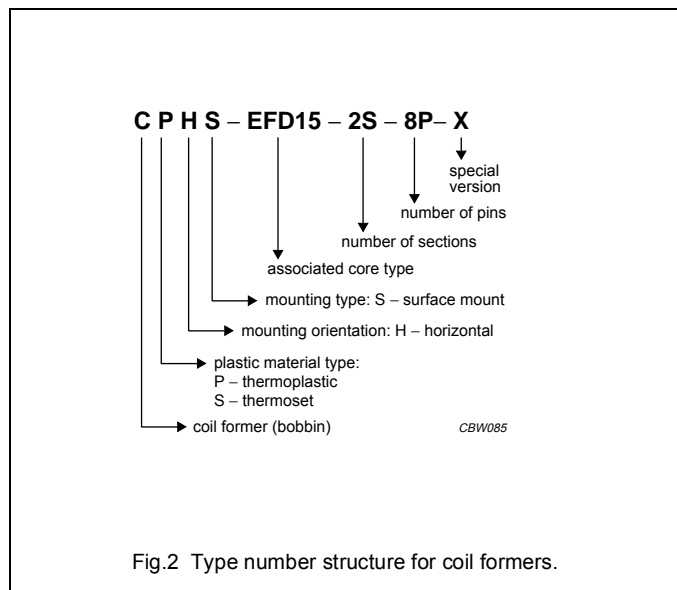 C P H S – EFD15 – 2S – 8P– X
special
version
number of pins
number of sections
associated core type
mounting type: S – surface mount
mounting orientation: H – horizontal
plastic material type:
P – thermoplastic
S – thermoset
coil former (bobbin)
CBW085
Fig.2 Type number structure for coil formers.